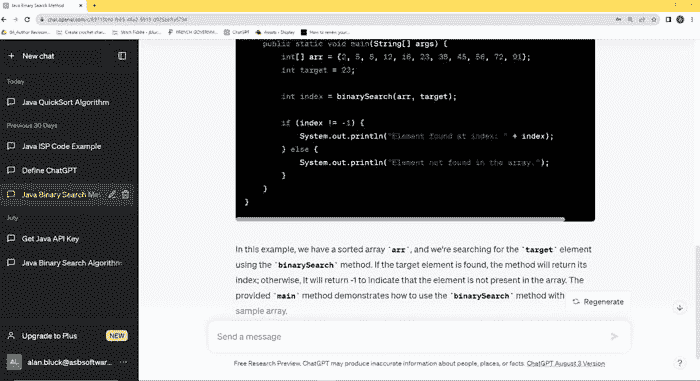 Java Binary Search Method
chat.openai.com/c/
New chat
Today
Java QuickSort Algorithm
Previous 30 Days
Java ISP Code Example
Define ChatGPT
Java Binary Search Me
July
Get Java API Key
Java Binary Search Algorithm
Upgrade to Plus NEW
AL alan.bluck@asbsoftwar...
public static void main(String[] args) {
int[] arr = {2, 5, 8, 12, 16, 23, 38, 45, 56, 72, 91};
int target = 23;
int index = binarySearch(arr, target);
if (index != -1) {
System.out.println("Element found at index: " + index);
} else {
System.out.println("Element not found in the array.");
}
}
}
In this example, we have a sorted array `arr`, and we're searching for the `target` element
using the `binarySearch` method. If the target element is found, the method will return its
index; otherwise, it will return -1 to indicate that the element is not present in the array. The
provided `main` method demonstrates how to use the `binarySearch` method with
sample array.
Regenerate
Send a message
Free Research Preview. ChatGPT may produce inaccurate information about people, places, or facts. ChatGPT August 3 Version
?